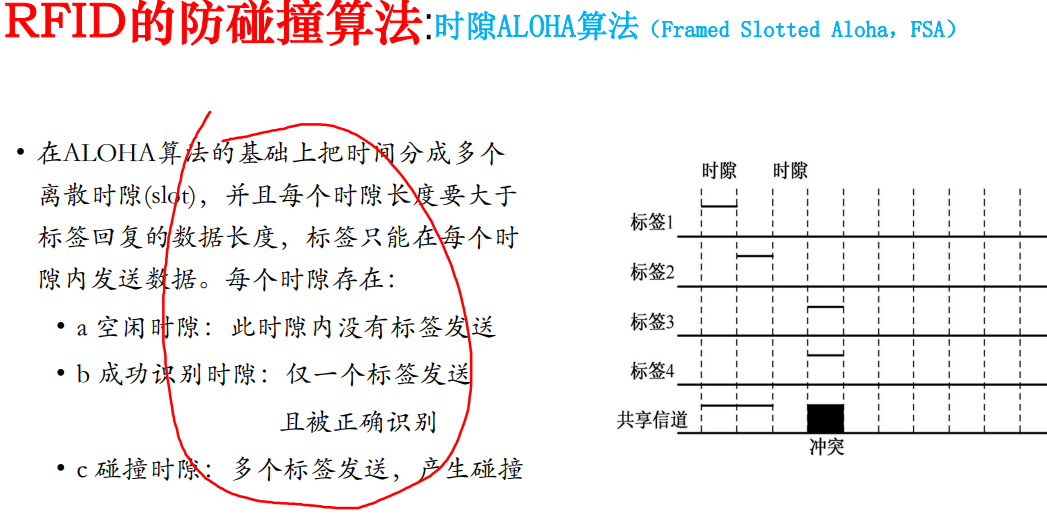 RFID的防碰撞算法:时隙ALOHA算法（Framed Slotted Aloha，FSA）
• 在ALOHA算法的基础上把时间分成多个
离散时隙(slot)，并且每个时隙长度要大于
标签回复的数据长度，标签只能在每个时
隙内发送数据。每个时隙存在：
• a 空闲时隙：此时隙内没有标签发送
• b 成功识别时隙：仅一个标签发送
且被正确识别
• c 碰撞时隙：多个标签发送，产生碰撞
时隙 时隙
标签1
标签2
标签3
标签4
共享信道
冲突